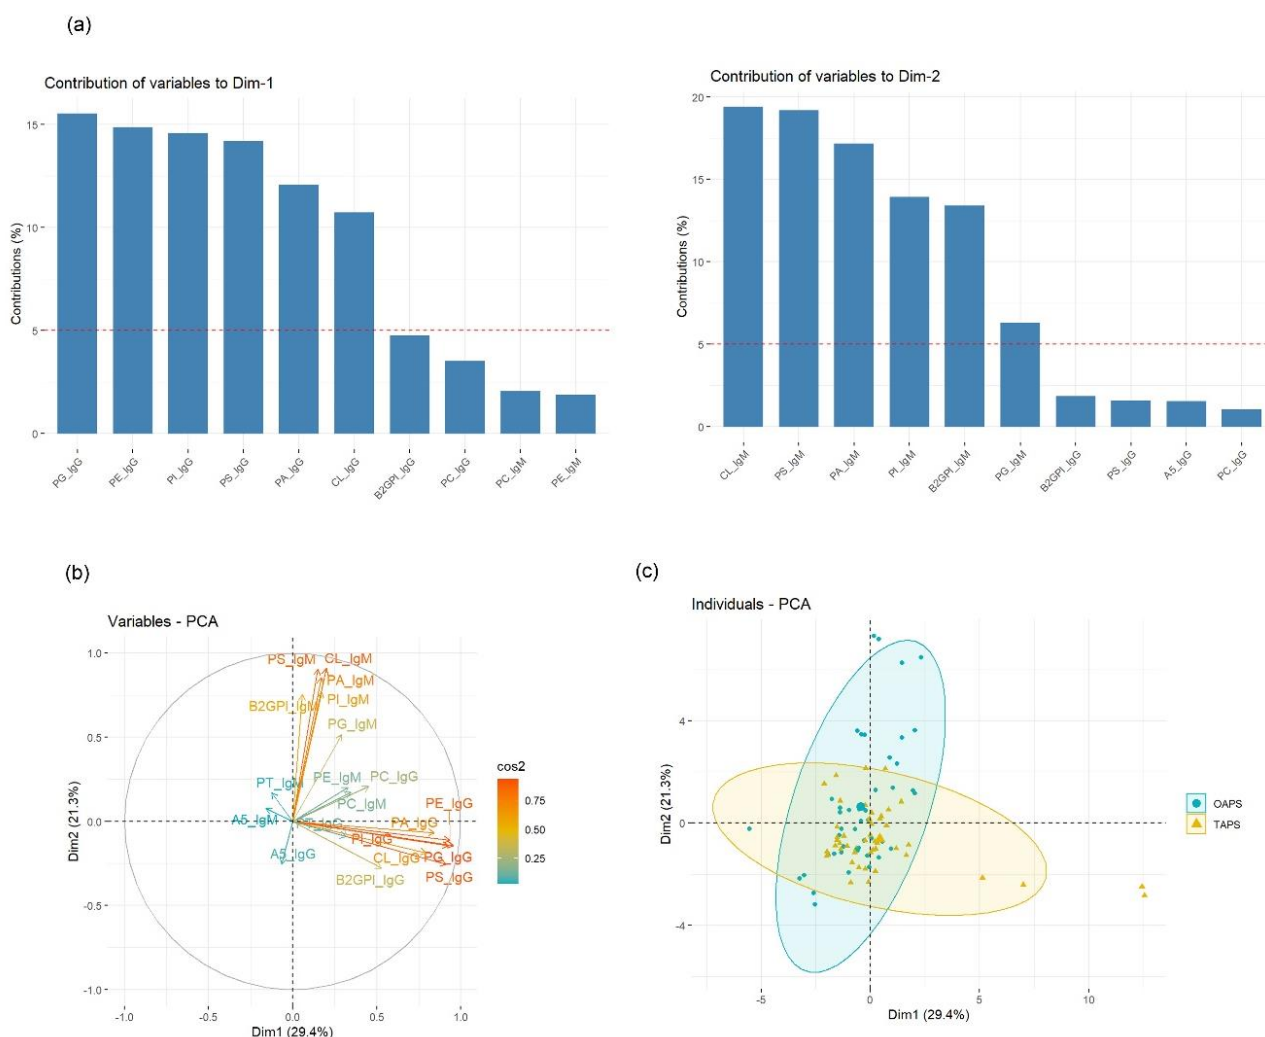 (a)
Contribution of variables to Dim-1
Contributions (%)
15
10
5
0
PG_IgG
PE_IgG
PI_IgG
PS_IgG
PA_IgG
CL_IgG
B2GPI_IgG
PC_IgG
PC_IgM
PE_IgM
Contribution of variables to Dim-2
Contributions (%)
20
15
10
5
0
CL_IgM
PS_IgM
PA_IgM
PI_IgM
B2GPI_IgM
PG_IgM
B2GPI_IgG
PS_IgG
A5_IgG
PC_IgG
(b)
Variables - PCA
Dim2 (21.3%)
1.0
0.5
0.0
-0.5
-1.0
PS_IgM
CL_IgM
PA_IgM
PI_IgM
B2GPI_IgM
PG_IgM
PE_IgM
PC_IgG
PT_IgM
PC_IgM
PE_IgG
A5_IgM
PA_IgG
PI_IgG
A5_IgG
CL_IgG
PG_IgG
B2GPI_IgG
PS_IgG
-1.0
-0.5
0.0
0.5
1.0
Dim1 (29.4%)
cos2
0.75
0.50
0.25
(c)
Individuals - PCA
Dim2 (21.3%)
4
0
-4
-5
0
5
10
Dim1 (29.4%)
OAPS
TAPS